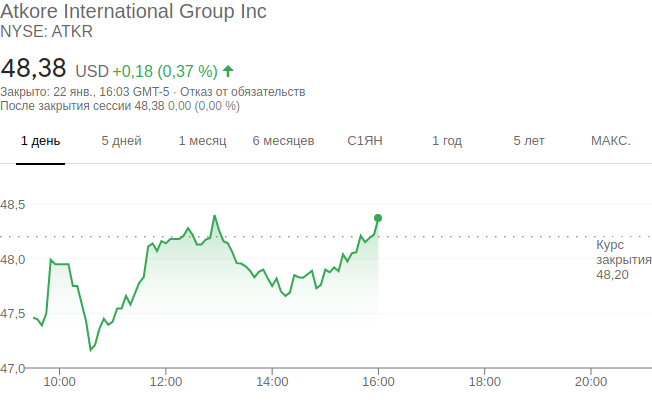 Atkore International Group Inc
NYSE: ATKR
48,38 USD +0,18 (0,37 %)
Закрыто: 22 янв., 16:03 GMT-5 · Отказ от обязательств
После закрытия сессии 48,38 0,00 (0,00 %)
1 день 5 дней 1 месяц 6 месяцев С1ЯН 1 год 5 лет МАКС.
48,5
Курс
закрытия
48,20
48,0
47,5
47,0
10:00 12:00 14:00 16:00 18:00 20:00